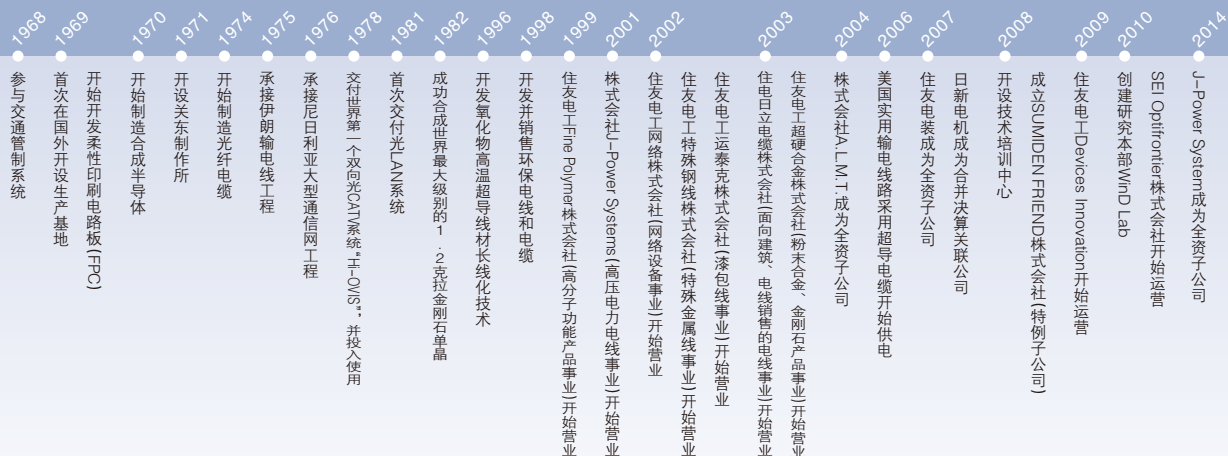 1968
参与交通管制系统
1969
首次在国外开设生产基地
开始开发柔性印刷电路板(FPC)
1970
开始制造合成半导体
1971
开设关东制作所
1974
开始制造光纤电缆
1975
承接伊朗输电线工程
1976
承接尼日利亚大型通信网工程
1978
交付世界第一个双向光CATV系统“HI-OVIS”，并投入使用
1981
首次交付光LAN系统
1982
成功合成世界最大级别的1.2克拉金刚石单晶
1996
开发氧化物高温超导线材长线化技术
1998
开发并销售环保电线和电缆
1999
住友电工Fine Polymer株式会社(高分子功能产品事业)开始营业
2001
株式会社J-Power Systems(高压电力电线事业)开始营业
2002
住友电工网络株式会社(网络设备事业)开始营业
住友电工特殊钢线株式会社(特殊金属线事业)开始营业
住友电工运泰克株式会社(漆包线事业)开始营业
2003
住电日立电缆株式会社(面向建筑、电线销售的电线事业)开始营业
住友电工超硬合金株式会社(粉末合金、金刚石产品事业)开始营业
2004
株式会社A.L.M.T.成为全资子公司
2006
美国实用输电线路采用超导电缆开始供电
2007
住友电装成为全资子公司
日新电机成为合并决算关联公司
2008
开设技术培训中心
成立SUMIDEN FRIEND株式会社(特例子公司)
2009
住友电工Devices Innovation开始运营
2010
创建研究本部WinD Lab
SEI Optifrontier株式会社开始运营
2014
J-Power System成为全资子公司